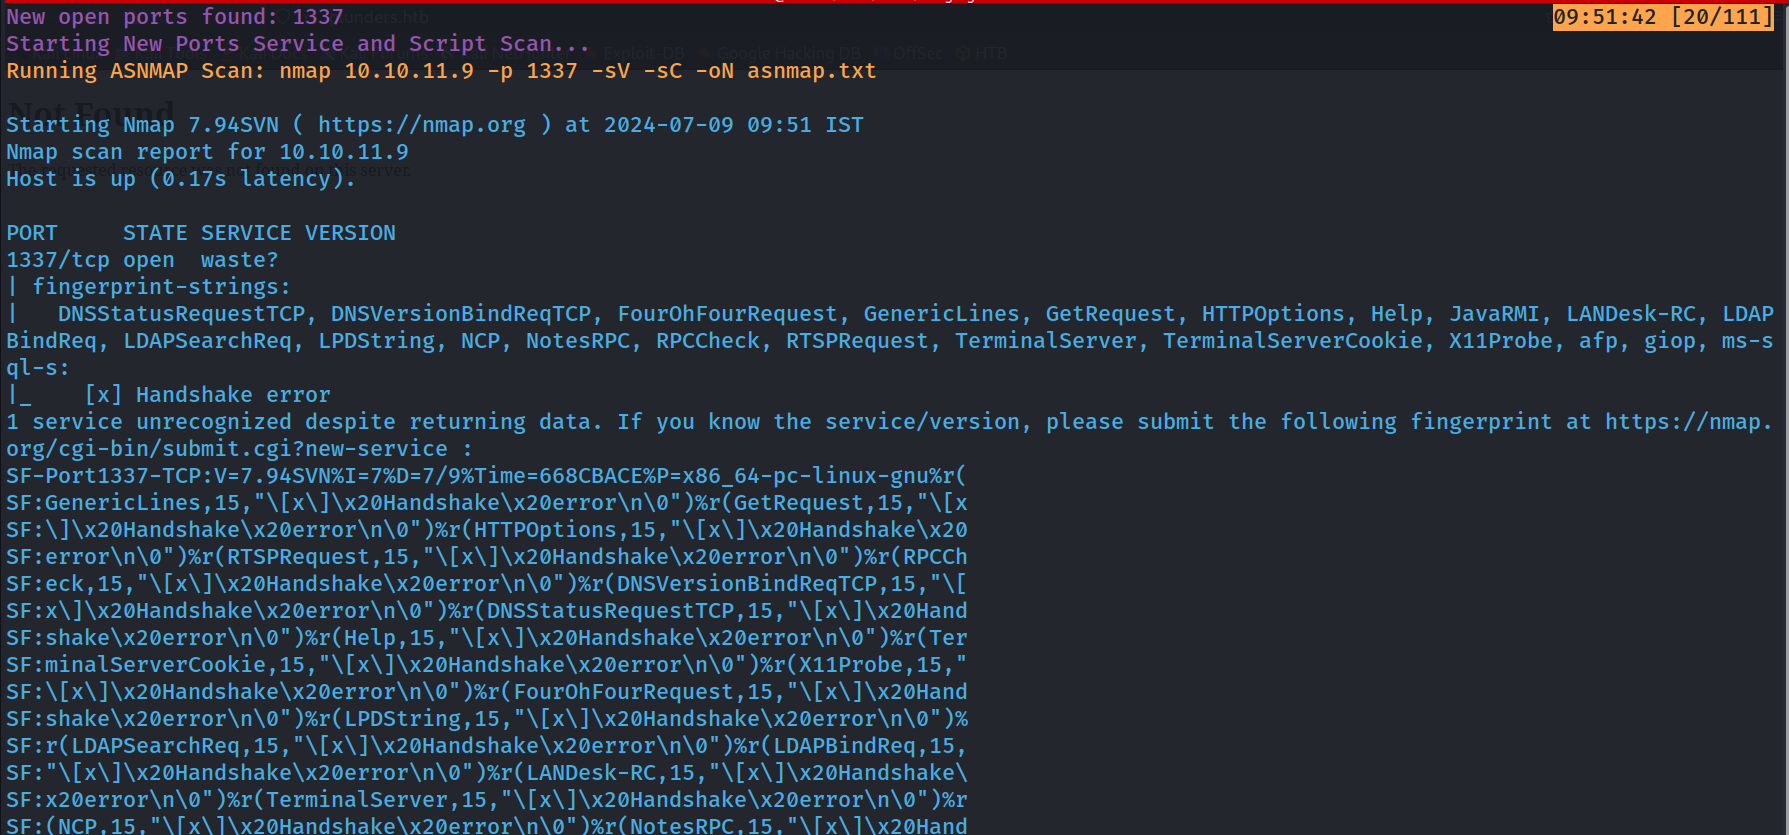 New open ports found: 1337
09:51:42 [20/111]
Starting New Ports Service and Script Scan...
Exploit-DB Google Hacking DB OffSec HTB
Running ASNMAP Scan: nmap 10.10.11.9 -p 1337 -sV -sC -oN asnmap.txt
Not Found
Starting Nmap 7.94SVN ( https://nmap.org ) at 2024-07-09 09:51 IST
Nmap scan report for 10.10.11.9
Host is up (0.17s latency).
PORT     STATE SERVICE VERSION
1337/tcp open  waste?
| fingerprint-strings:
|   DNSStatusRequestTCP, DNSVersionBindReqTCP, FourOhFourRequest, GenericLines, GetRequest, HTTPOptions, Help, JavaRMI, LANDesk-RC, LDAP
BindReq, LDAPSearchReq, LPDString, NCP, NotesRPC, RPCCheck, RTSPRequest, TerminalServer, TerminalServerCookie, X11Probe, afp, giop, ms-s
ql-s:
|_    [x] Handshake error
1 service unrecognized despite returning data. If you know the service/version, please submit the following fingerprint at https://nmap.
org/cgi-bin/submit.cgi?new-service :
SF-Port1337-TCP:V=7.94SVN%I=7%D=7/9%Time=668CBACE%P=x86_64-pc-linux-gnu%r(
SF:GenericLines,15,"\[x\]\x20Handshake\x20error\n\0")%r(GetRequest,15,"\[x
SF:\]\x20Handshake\x20error\n\0")%r(HTTPOptions,15,"\[x\]\x20Handshake\x20
SF:error\n\0")%r(RTSPRequest,15,"\[x\]\x20Handshake\x20error\n\0")%r(RPCCh
SF:eck,15,"\[x\]\x20Handshake\x20error\n\0")%r(DNSVersionBindReqTCP,15,"\[
SF:x\]\x20Handshake\x20error\n\0")%r(DNSStatusRequestTCP,15,"\[x\]\x20Hand
SF:shake\x20error\n\0")%r(Help,15,"\[x\]\x20Handshake\x20error\n\0")%r(Ter
SF:minalServerCookie,15,"\[x\]\x20Handshake\x20error\n\0")%r(X11Probe,15,"
SF:\[x\]\x20Handshake\x20error\n\0")%r(FourOhFourRequest,15,"\[x\]\x20Hand
SF:shake\x20error\n\0")%r(LPDString,15,"\[x\]\x20Handshake\x20error\n\0")%
SF:r(LDAPSearchReq,15,"\[x\]\x20Handshake\x20error\n\0")%r(LDAPBindReq,15,
SF:"\[x\]\x20Handshake\x20error\n\0")%r(LANDesk-RC,15,"\[x\]\x20Handshake\
SF:x20error\n\0")%r(TerminalServer,15,"\[x\]\x20Handshake\x20error\n\0")%r
SF:(NCP,15,"\[x\]\x20Handshake\x20error\n\0")%r(NotesRPC,15,"\[x\]\x20Hand